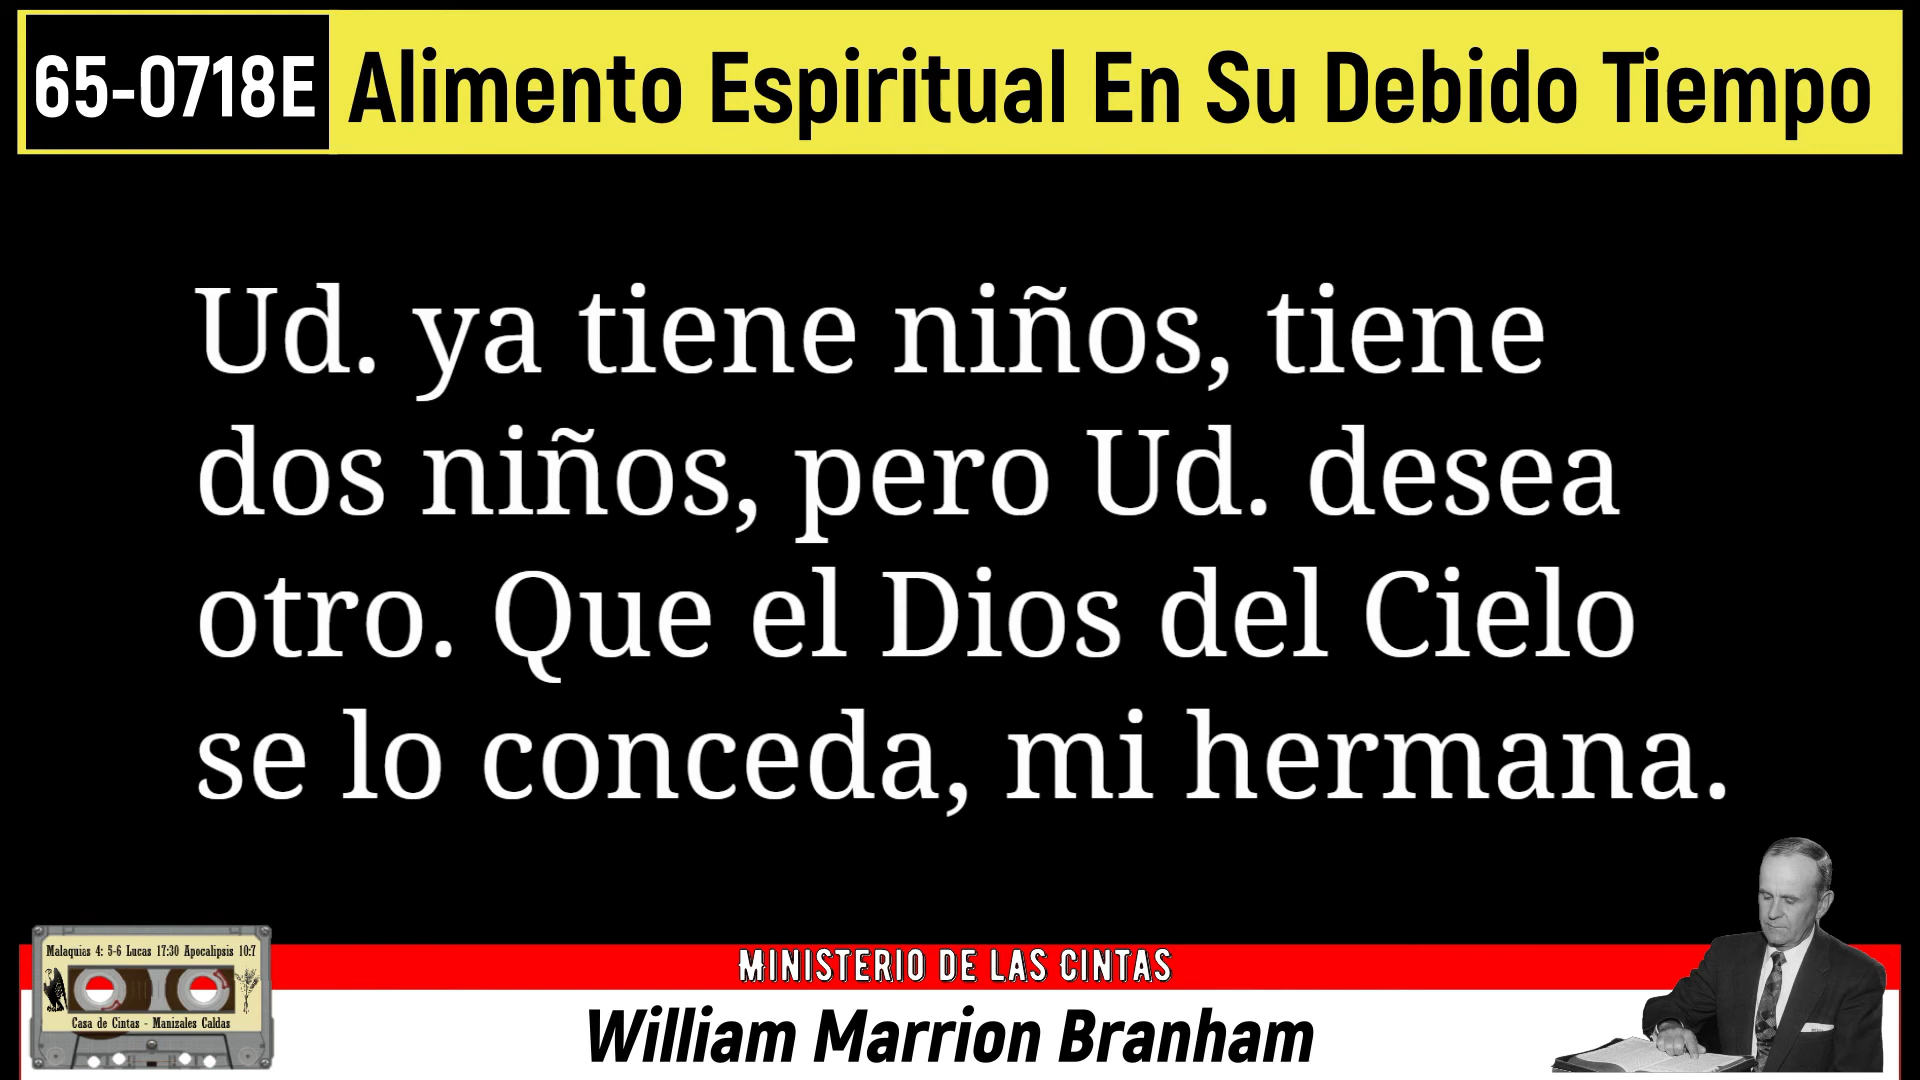 65-0718E Alimento Espiritual En Su Debido Tiempo
Ud. ya tiene niños, tiene
dos niños, pero Ud. desea
otro. Que el Dios del Cielo
se lo conceda, mi hermana.
Malaquias 4: 5-6 Lucas 17:30 Apocalipsis 10:7
Casa de Cintas - Manizales Caldas
MINISTERIO DE LAS CINTAS
William Marrion Branham